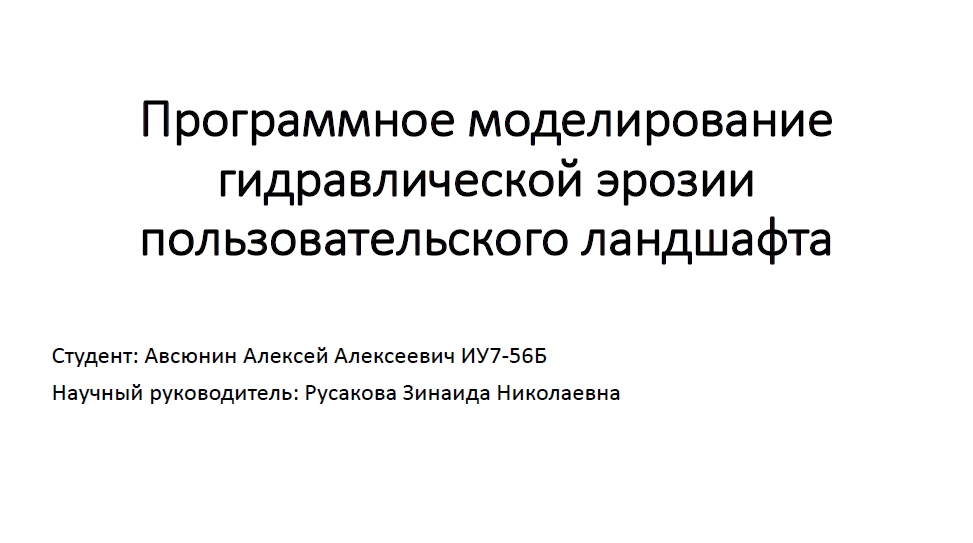 Программное моделирование
гидравлической эрозии
пользовательского ландшафта
Студент: Авсюнин Алексей Алексеевич ИУ7-56Б
Научный руководитель: Русакова Зинаида Николаевна